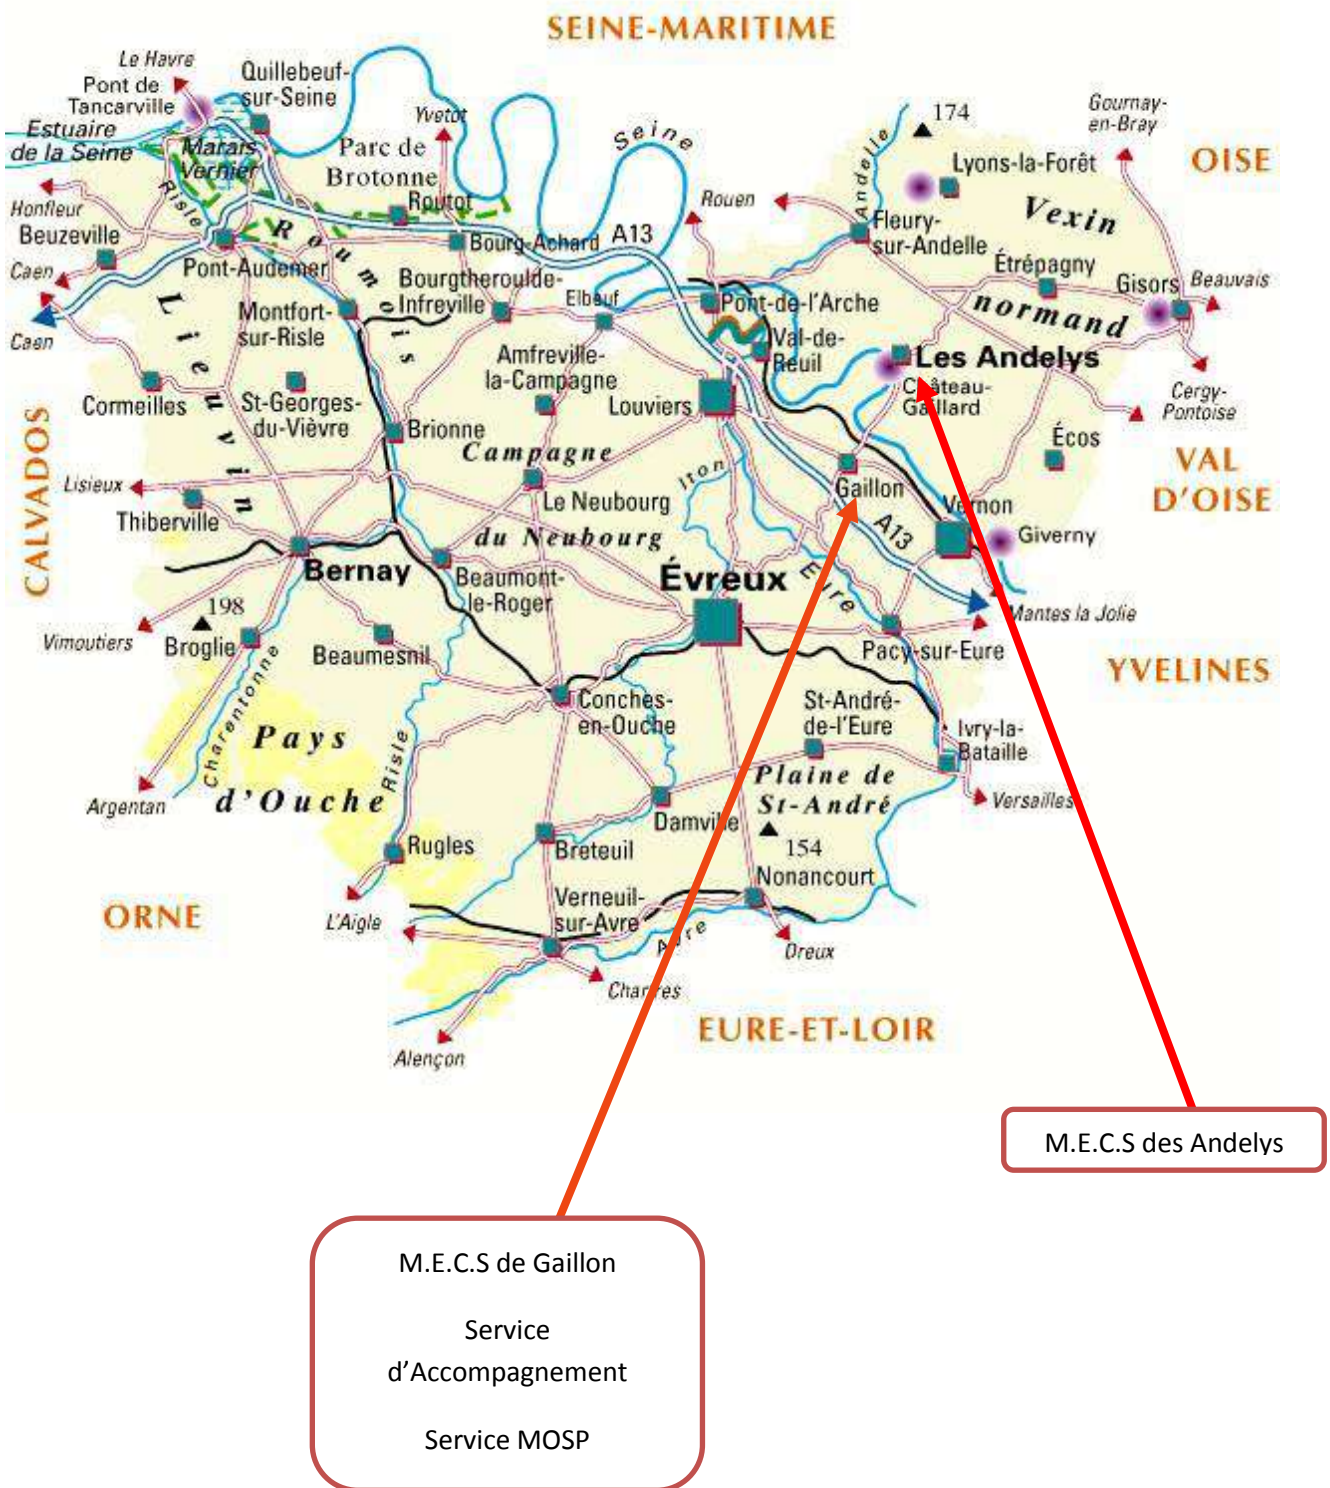 SEINE-MARITIME
Le Havre
Pont de
Tancarville
Quillebeuf-
sur-Seine
Estuaire
de la Seine
Marais
Vernier
Parc de
Brotonne
Yvetot
Seine
Andelle
174
Gournay-
en-Bray
OISE
Lyons-la-Forêt
Vexin
normand
Rouen
Honfleur
Risle
Routot
Beuzeville
Roumois
Bourg-Achard
A13
Fleury-
sur-Andelle
Étrépagny
Gisors
Beauvais
Caen
Pont-Audemer
Bourgtheroulde-
Infreville
Elbeuf
Pont-de-l'Arche
Caen
Lieuvin
Montfort-
sur-Risle
Amfreville-
la-Campagne
Val-de-
Reuil
Les Andelys
Château-
Gaillard
Cergy-
Pontoise
CALVADOS
Cormeilles
St-Georges-
du-Vièvre
Brionne
Louviers
Écos
VAL
D'OISE
Campagne
du Neubourg
Iton
Lisieux
Thiberville
Le Neubourg
Gaillon
A13
Vernon
Giverny
Bernay
Beaumont-
le-Roger
Évreux
Eure
Mantes la Jolie
198
Vimoutiers
Broglie
Beaumesnil
Pacy-sur-Eure
YVELINES
Charentonne
Conches-
en-Ouche
St-André-
de-l'Eure
Ivry-la-
Bataille
Pays
d'Ouche
Risle
Plaine de
St-André
Argentan
Damville
Versailles
154
Rugles
Breteuil
Nonancourt
ORNE
L'Aigle
Verneuil-
sur-Avre
Avre
Dreux
Chartres
EURE-ET-LOIR
Alençon
M.E.C.S des Andelys
M.E.C.S de Gaillon
Service
d’Accompagnement
Service MOSP